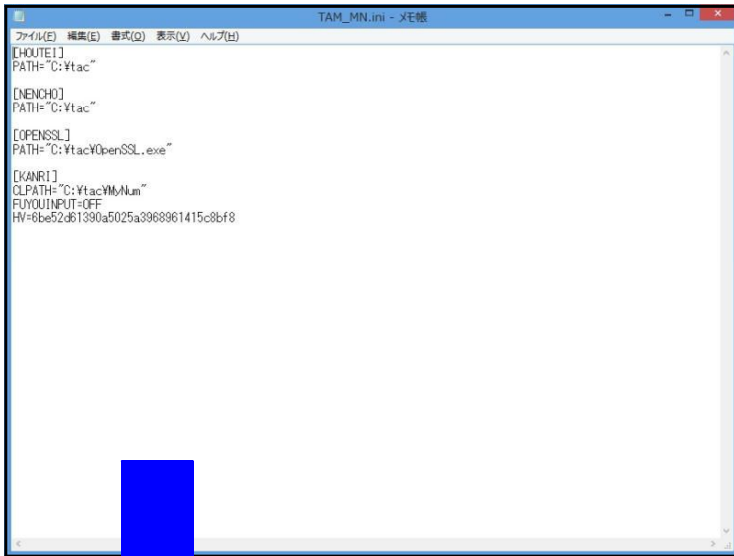 TAM_MN.ini - メモ帳
ファイル(F) 編集(E) 書式(O) 表示(V) ヘルプ(H)
[HOUTEI]
PATH="C:¥tac"
[NENCHO]
PATH="C:¥tac"
[OPENSSL]
PATH="C:¥tac¥OpenSSL.exe"
[KANRI]
CLPATH="C:¥tac¥MyNum"
FUYOUINPUT=OFF
HV=6be52d61390a5025a3968961415c8bf8